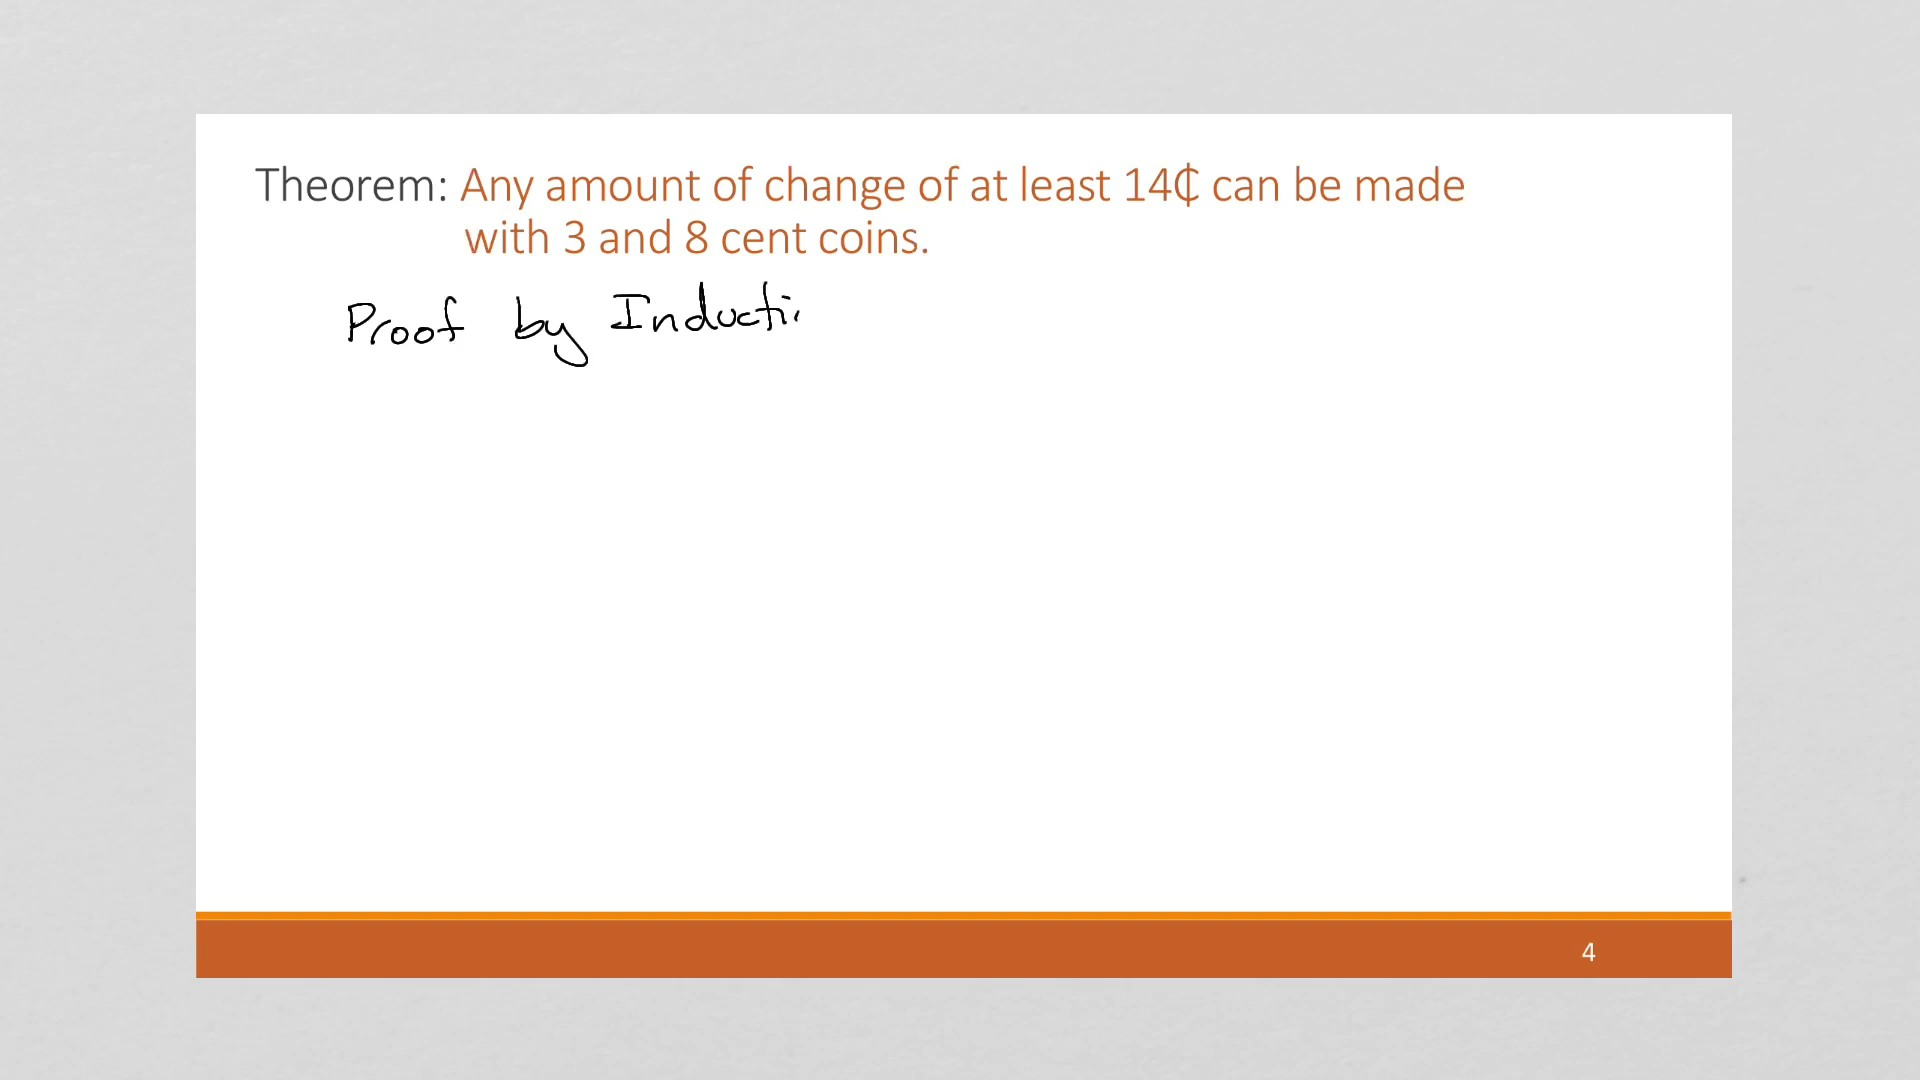 Theorem: Any amount of change of at least 14₵ can be made
with 3 and 8 cent coins.
Proof by Inducti
4